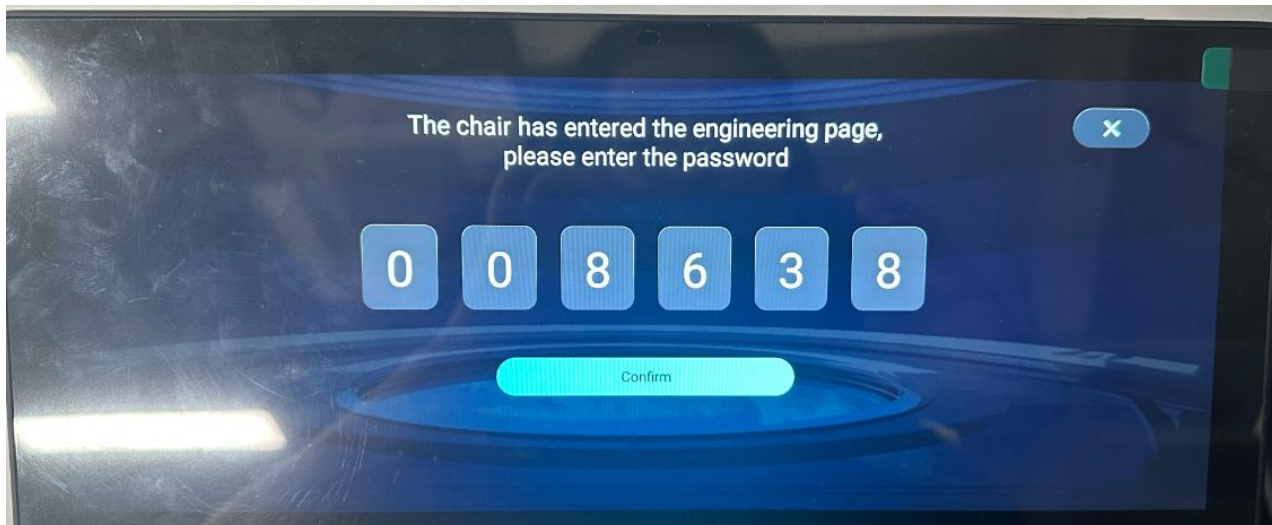 The chair has entered the engineering page,
please enter the password
0 0 8 6 3 8
Confirm